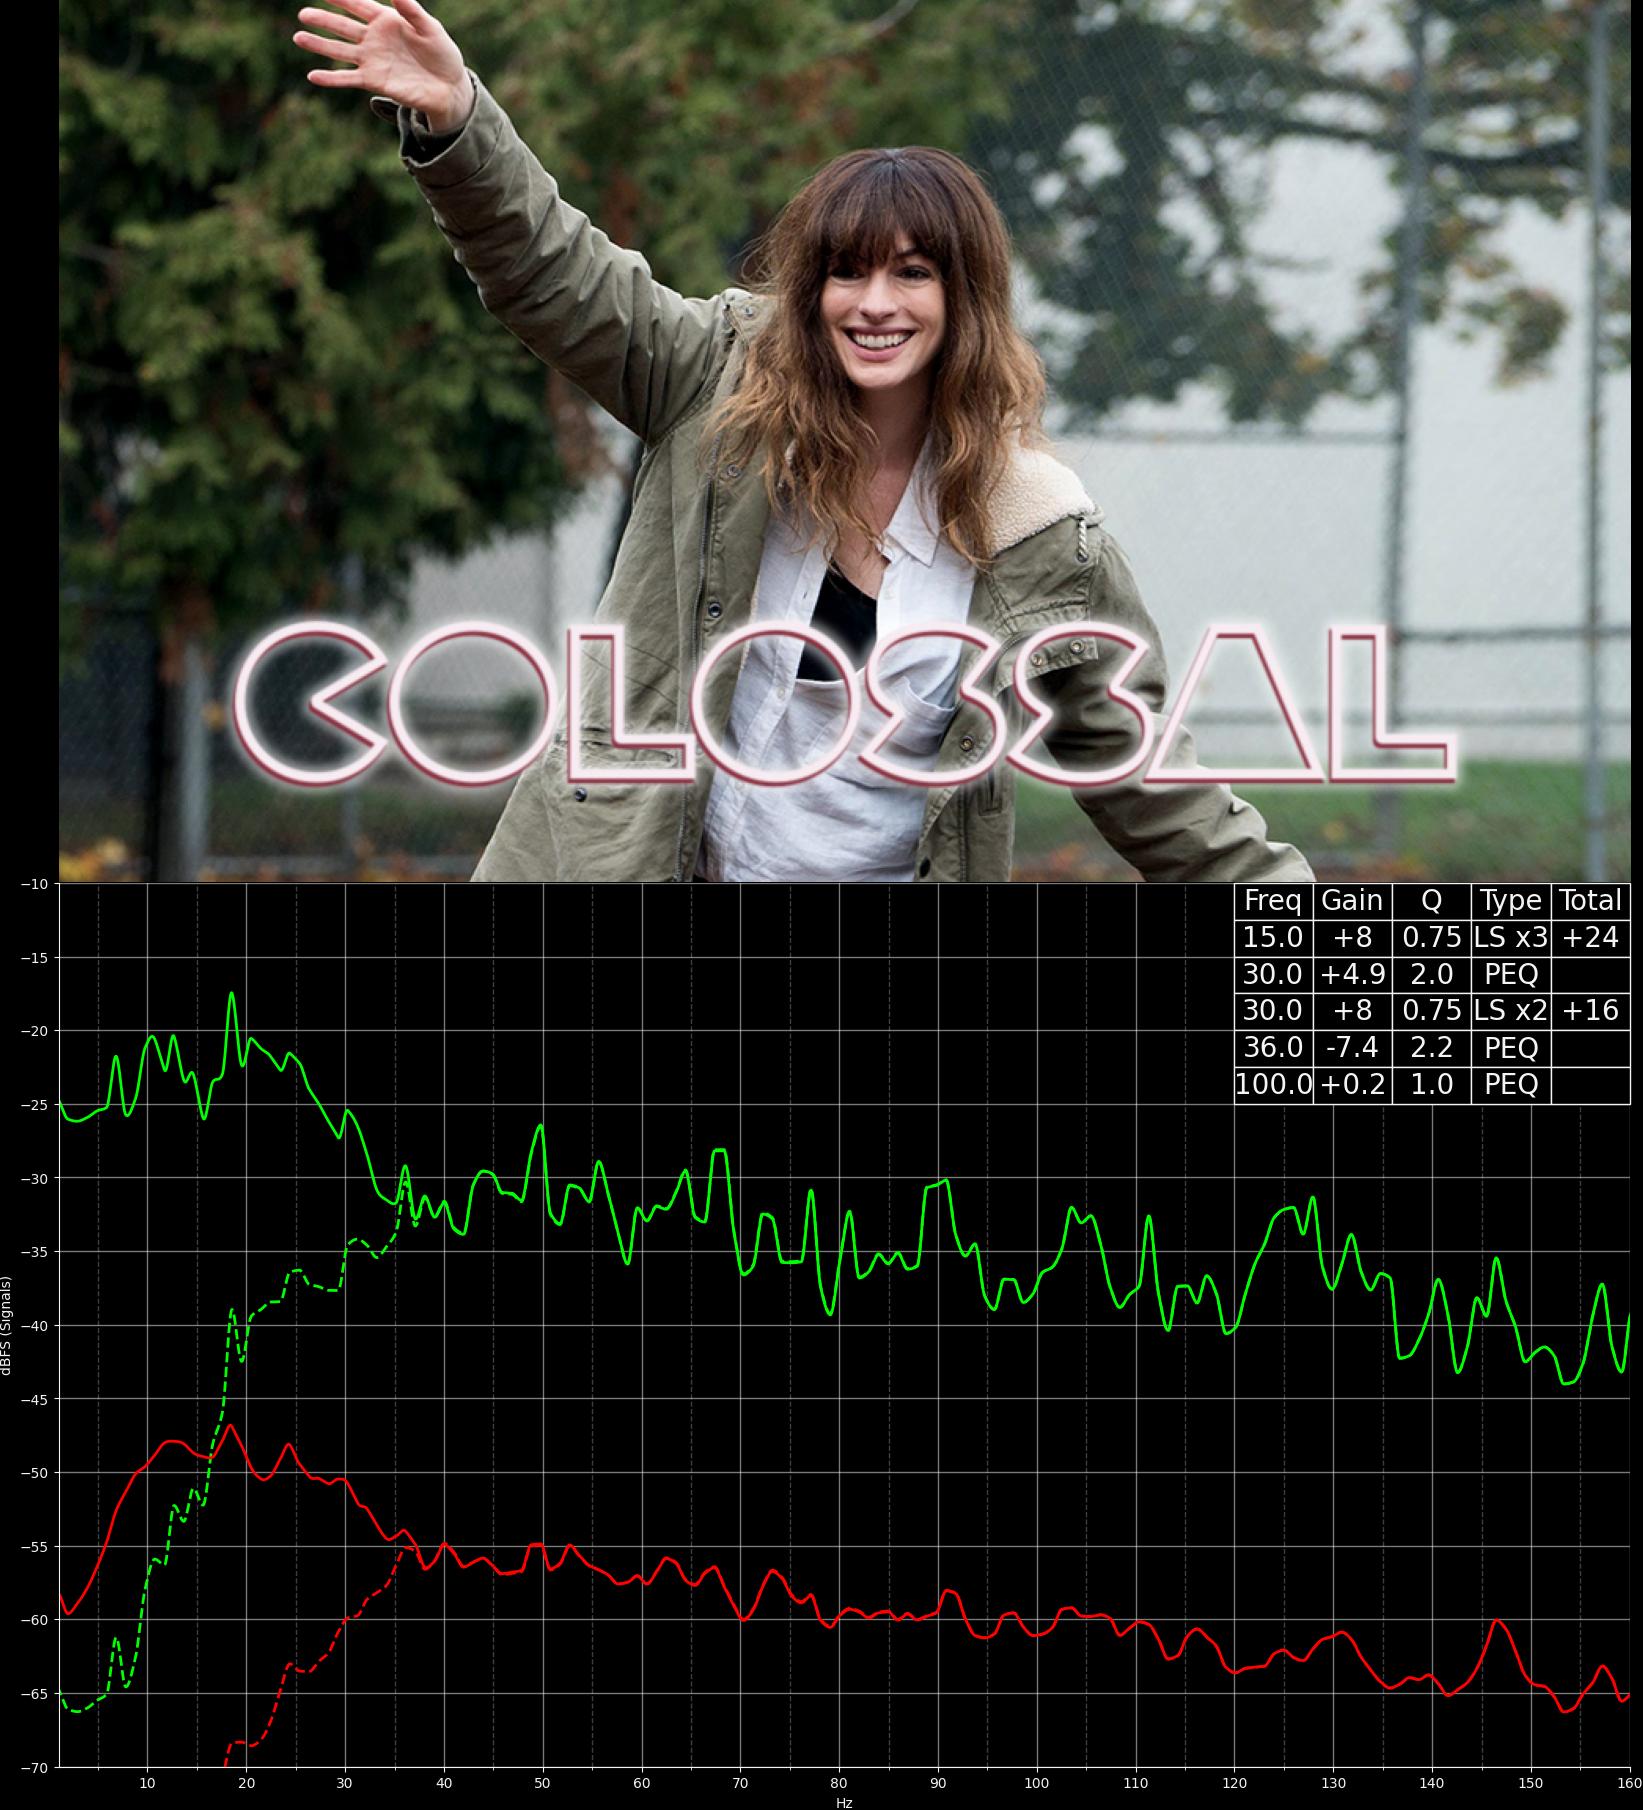 COLOSSAL
Freq Gain Q Type Total
15.0 +8 0.75 LS x3 +24
30.0 +4.9 2.0 PEQ
30.0 +8 0.75 LS x2 +16
36.0 -7.4 2.2 PEQ
100.0 +0.2 1.0 PEQ
−10
−15
−20
−25
−30
−35
−40
−45
−50
−55
−60
−65
−70
dBFS (Signals)
10 20 30 40 50 60 70 80 90 100 110 120 130 140 150 160
Hz